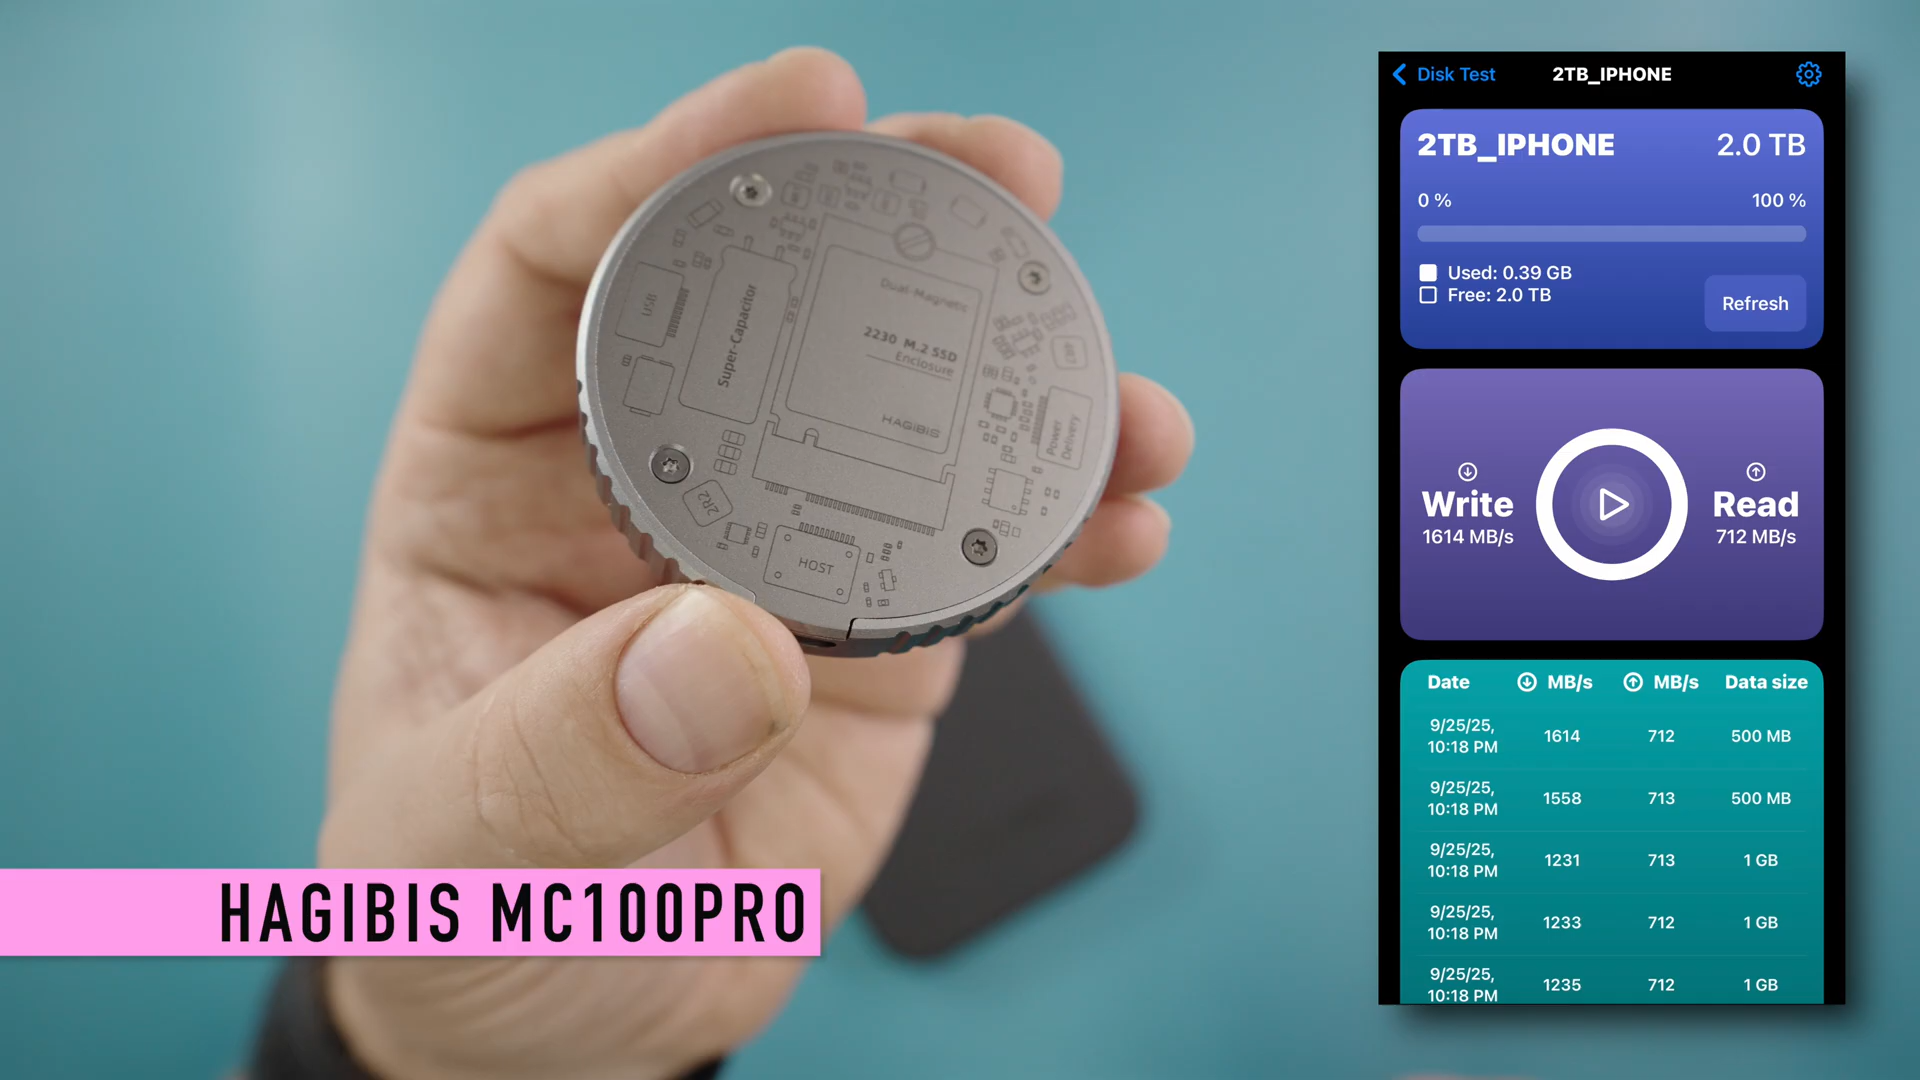 USB
Super-Capacitor
Dual-Magnetic
2230 M.2 SSD
Enclosure
HAGIBIS
4R7
Power
Delivery
2R2
HOST
HAGIBIS MC100PRO
Disk Test
2TB_IPHONE
2TB_IPHONE
2.0 TB
0 %
100 %
Used: 0.39 GB
Free: 2.0 TB
Refresh
Write
1614 MB/s
Read
712 MB/s
Date MB/s MB/s Data size
9/25/25,
10:18 PM 1614 712 500 MB
9/25/25,
10:18 PM 1558 713 500 MB
9/25/25,
10:18 PM 1231 713 1 GB
9/25/25,
10:18 PM 1233 712 1 GB
9/25/25,
10:18 PM 1235 712 1 GB